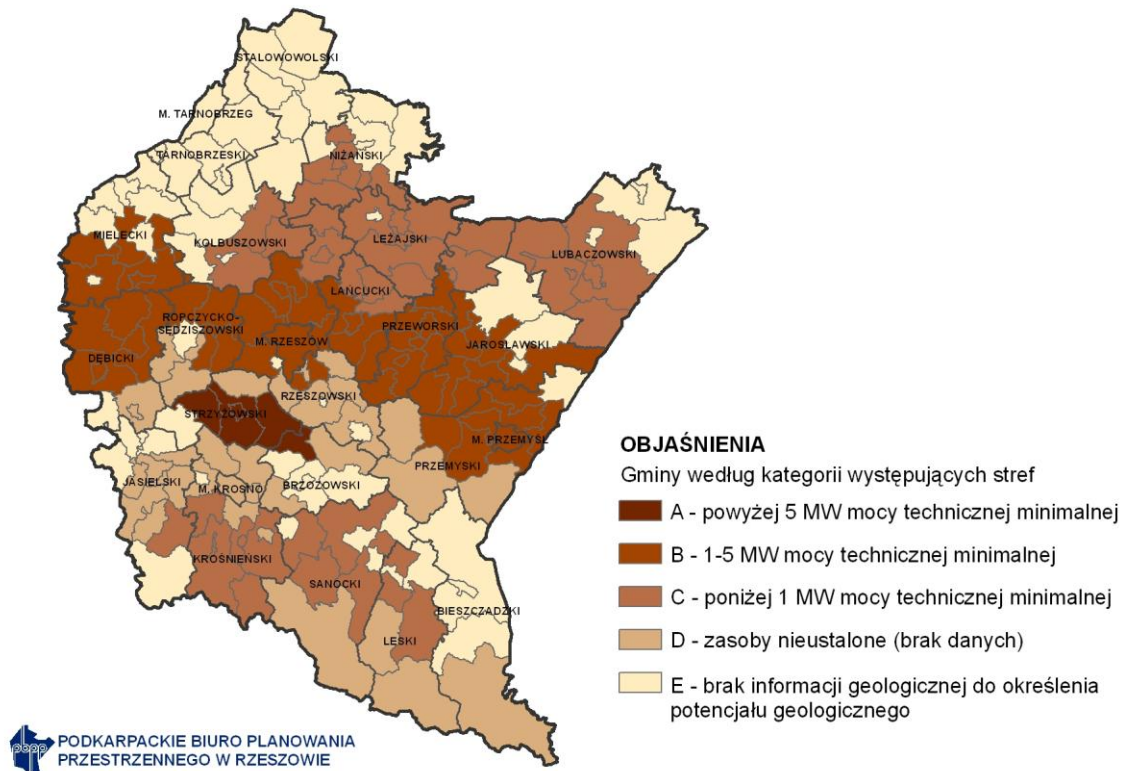 STALOWOWOLSKI
M. TARNOBRZEG
TARNOBRZESKI
NIŻAŃSKI
MIELECKI
KOLBUSZOWSKI
LEŻAJSKI
LUBACZOWSKI
ŁAŃCUCKI
ROPCZYCKO-
SĘDZISZOWSKI
PRZEWORSKI
M. RZESZÓW
JAROSŁAWSKI
DĘBICKI
RZESZOWSKI
STRZYŻOWSKI
M. PRZEMYŚL
PRZEMYSKI
JASIELSKI
M. KROSNO
BRZOZOWSKI
KROŚNIEŃSKI
SANOCKI
BIESZCZADZKI
LESKI
OBJAŚNIENIA
Gminy według kategorii występujących stref
A - powyżej 5 MW mocy technicznej minimalnej
B - 1-5 MW mocy technicznej minimalnej
C - poniżej 1 MW mocy technicznej minimalnej
D - zasoby nieustalone (brak danych)
E - brak informacji geologicznej do określenia
potencjału geologicznego
pbpp
PODKARPACKIE BIURO PLANOWANIA
PRZESTRZENNEGO W RZESZOWIE